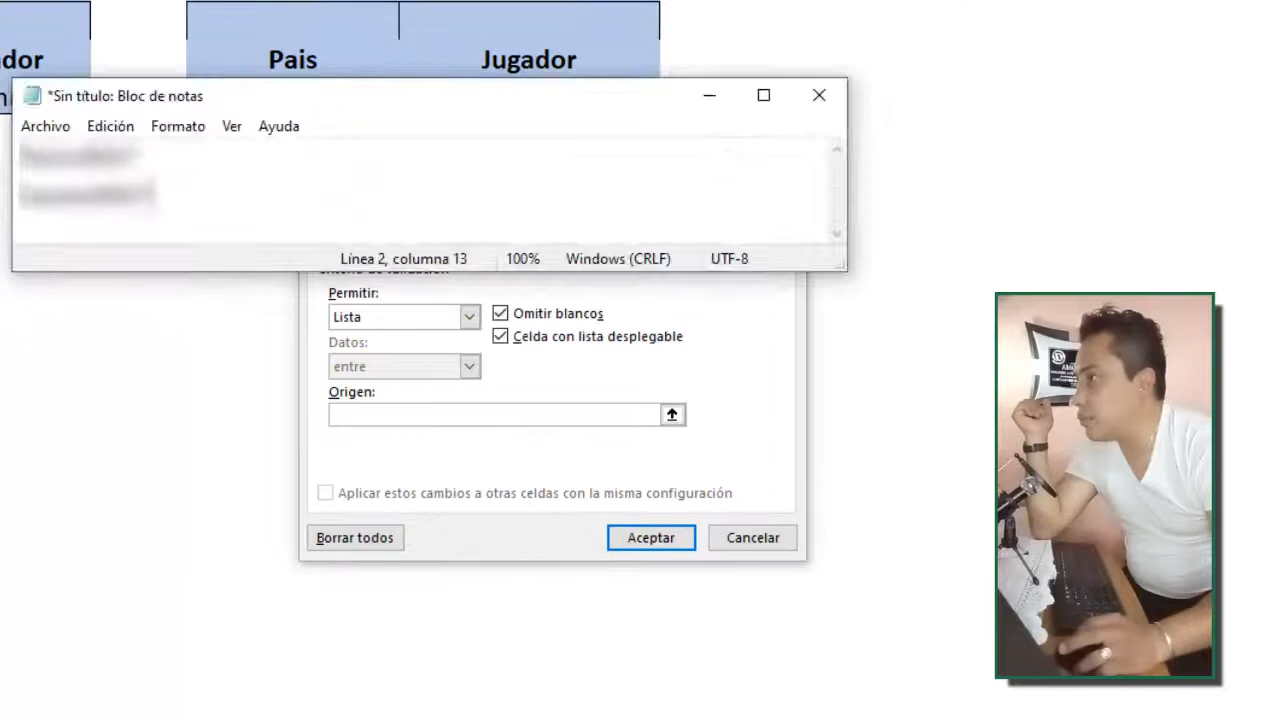 dor
Pais
Jugador
*Sin título: Bloc de notas
Archivo Edición Formato Ver Ayuda
Línea 2, columna 13 100% Windows (CRLF) UTF-8
Permitir:
Lista
Omitir blancos
Datos:
Celda con lista desplegable
entre
Origen:
Aplicar estos cambios a otras celdas con la misma configuración
Borrar todos
Aceptar
Cancelar